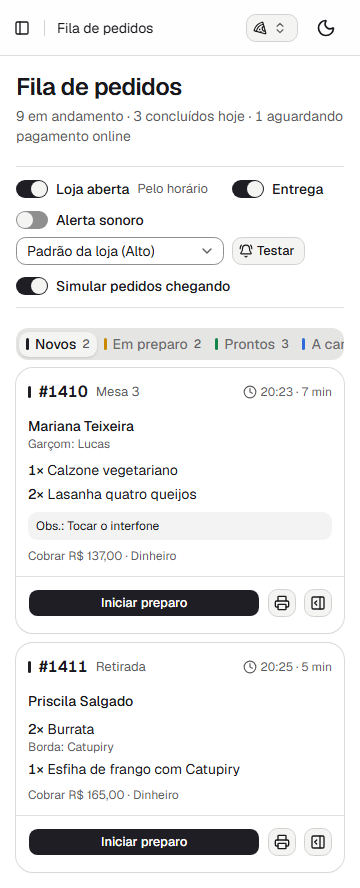 Fila de pedidos
Fila de pedidos
9 em andamento · 3 concluídos hoje · 1 aguardando
pagamento online
Loja aberta Pelo horário Entrega
Alerta sonoro
Padrão da loja (Alto) Testar
Simular pedidos chegando
Novos 2 Em preparo 2 Prontos 3 A car
#1410 Mesa 3 20:23 · 7 min
Mariana Teixeira
Garçom: Lucas
1× Calzone vegetariano
2× Lasanha quatro queijos
Obs.: Tocar o interfone
Cobrar R$ 137,00 · Dinheiro
Iniciar preparo
#1411 Retirada 20:25 · 5 min
Priscila Salgado
2× Burrata
Borda: Catupiry
1× Esfiha de frango com Catupiry
Cobrar R$ 165,00 · Dinheiro
Iniciar preparo